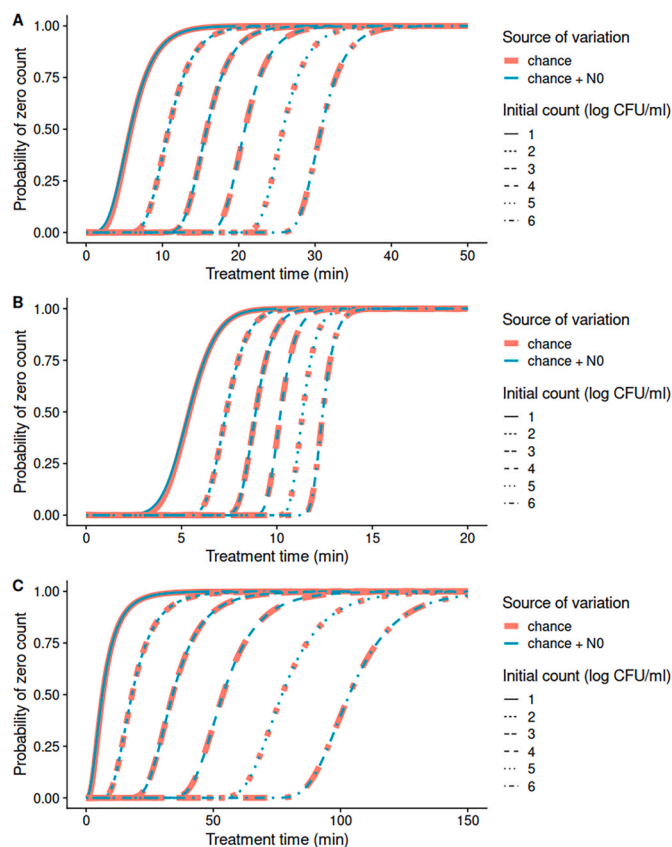 A
1.00
0.75
0.50
0.25
0.00
Probability of zero count
0 10 20 30 40 50
Treatment time (min)
Source of variation
chance
chance + N0
Initial count (log CFU/ml)
1
2
3
4
5
6
B
1.00
0.75
0.50
0.25
0.00
Probability of zero count
0 5 10 15 20
Treatment time (min)
Source of variation
chance
chance + N0
Initial count (log CFU/ml)
1
2
3
4
5
6
C
1.00
0.75
0.50
0.25
0.00
Probability of zero count
0 50 100 150
Treatment time (min)
Source of variation
chance
chance + N0
Initial count (log CFU/ml)
1
2
3
4
5
6